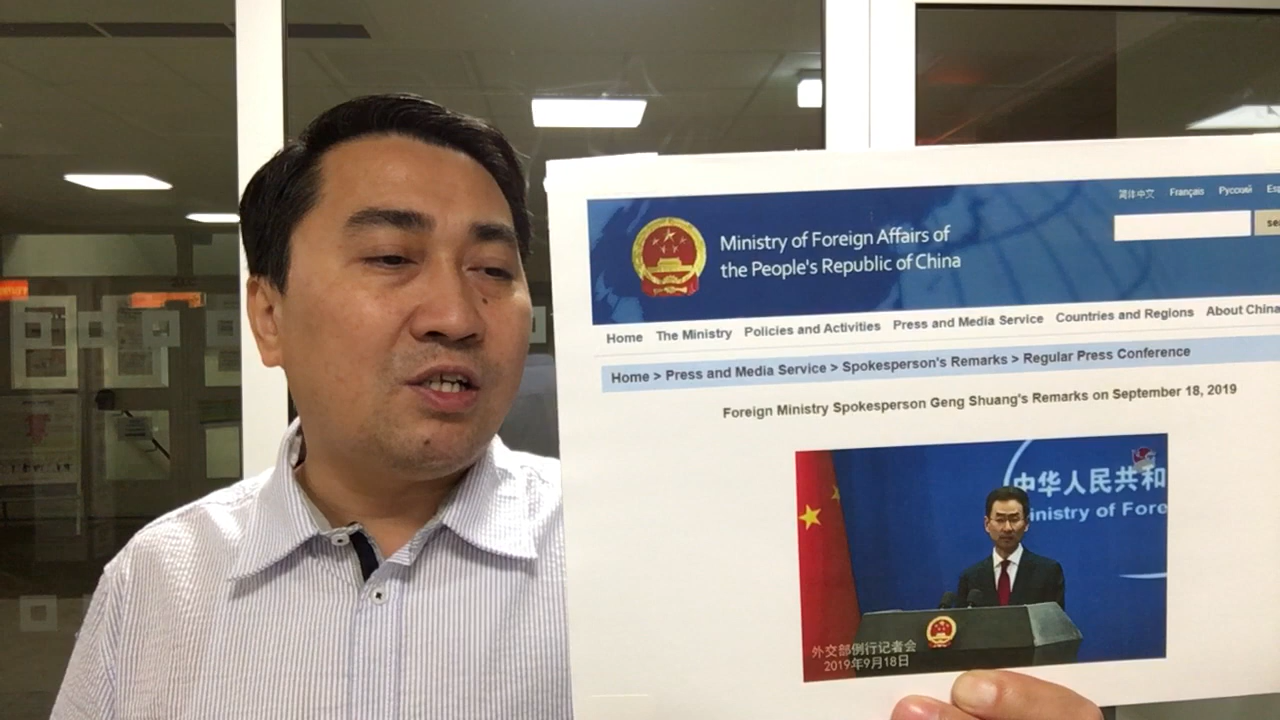 简体中文 Français Русский
Ministry of Foreign Affairs of
the People's Republic of China
Home The Ministry Policies and Activities Press and Media Service Countries and Regions About China
Home > Press and Media Service > Spokesperson's Remarks > Regular Press Conference
Foreign Ministry Spokesperson Geng Shuang's Remarks on September 18, 2019
中华人民共和
inistry of Fore
外交部例行记者会
2019年9月18日